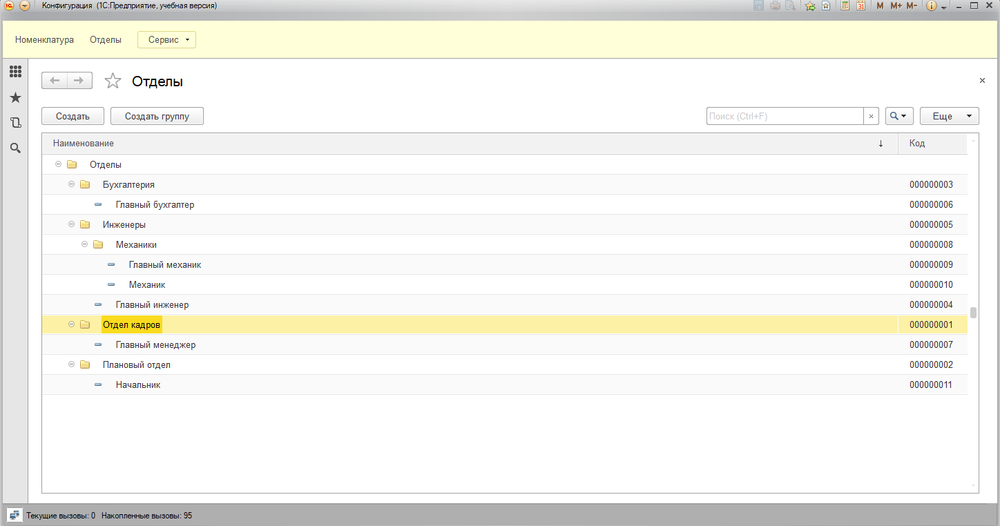 Конфигурация (1С:Предприятие, учебная версия) 31 M M+ M-
Номенклатура Отделы Сервис
Отделы
Создать Создать группу Поиск (Ctrl+F) Еще
Наименование Код
Отделы
Бухгалтерия 000000003
Главный бухгалтер 000000006
Инженеры 000000005
Механики 000000008
Главный механик 000000009
Механик 000000010
Главный инженер 000000004
Отдел кадров 000000001
Главный менеджер 000000007
Плановый отдел 000000002
Начальник 000000011
Текущие вызовы: 0 Накопленные вызовы: 95